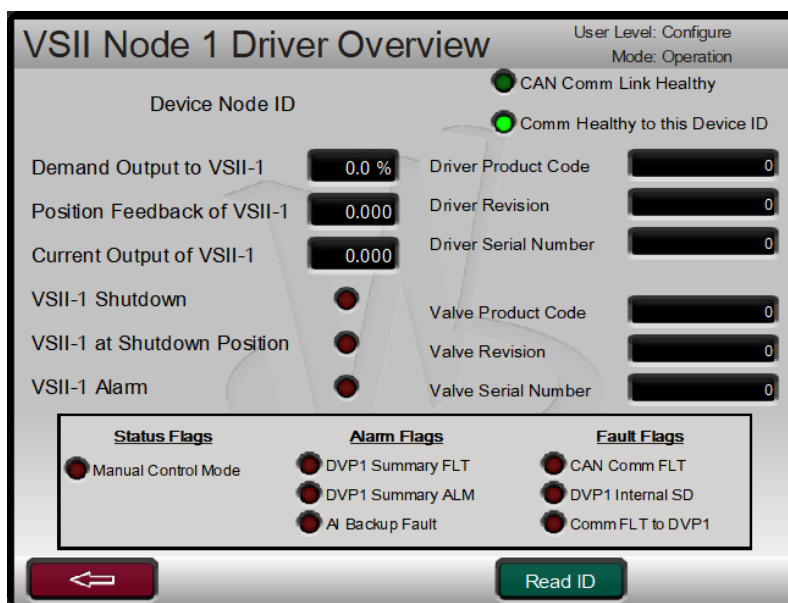 VSII Node 1 Driver Overview
User Level: Configure
Mode: Operation
CAN Comm Link Healthy
Device Node ID
Comm Healthy to this Device ID
Demand Output to VSII-1
0.0 %
Driver Product Code
0
Position Feedback of VSII-1
0.000
Driver Revision
0
Current Output of VSII-1
0.000
Driver Serial Number
0
VSII-1 Shutdown
Valve Product Code
0
VSII-1 at Shutdown Position
Valve Revision
0
VSII-1 Alarm
Valve Serial Number
0
Status Flags
Manual Control Mode
Alarm Flags
DVP1 Summary FLT
DVP1 Summary ALM
AI Backup Fault
Fault Flags
CAN Comm FLT
DVP1 Internal SD
Comm FLT to DVP1
Read ID